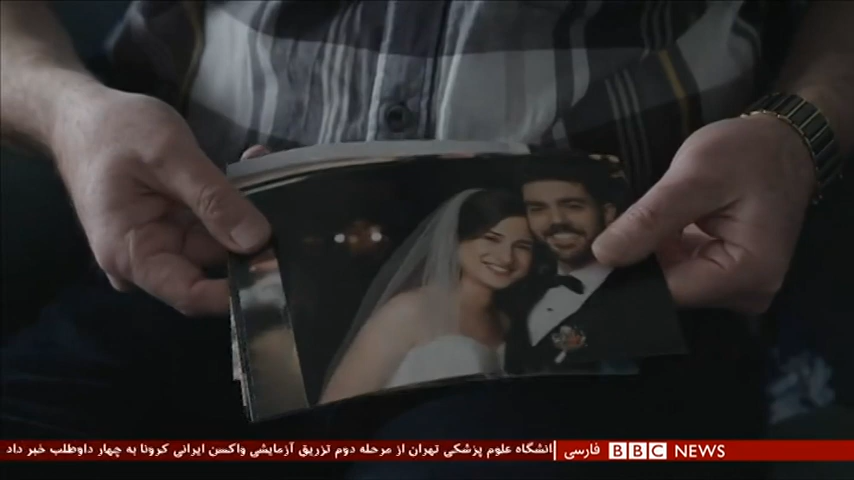 BBC NEWS فارسی
انشگاه علوم پزشکی تهران از مرحله دوم تزریق آزمایشی واکسن ایرانی کرونا به چهار داوطلب خبر داد